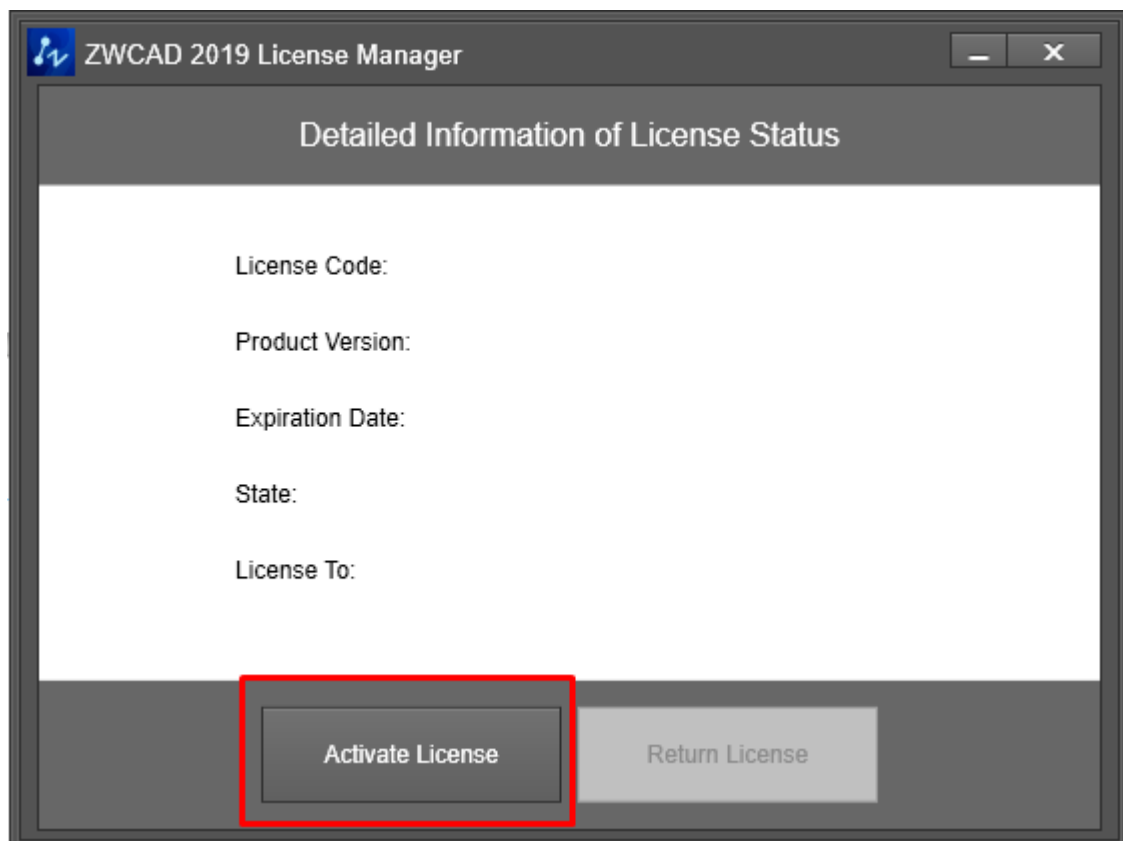 ZWCAD 2019 License Manager
Detailed Information of License Status
License Code:
Product Version:
Expiration Date:
State:
License To:
Activate License
Return License